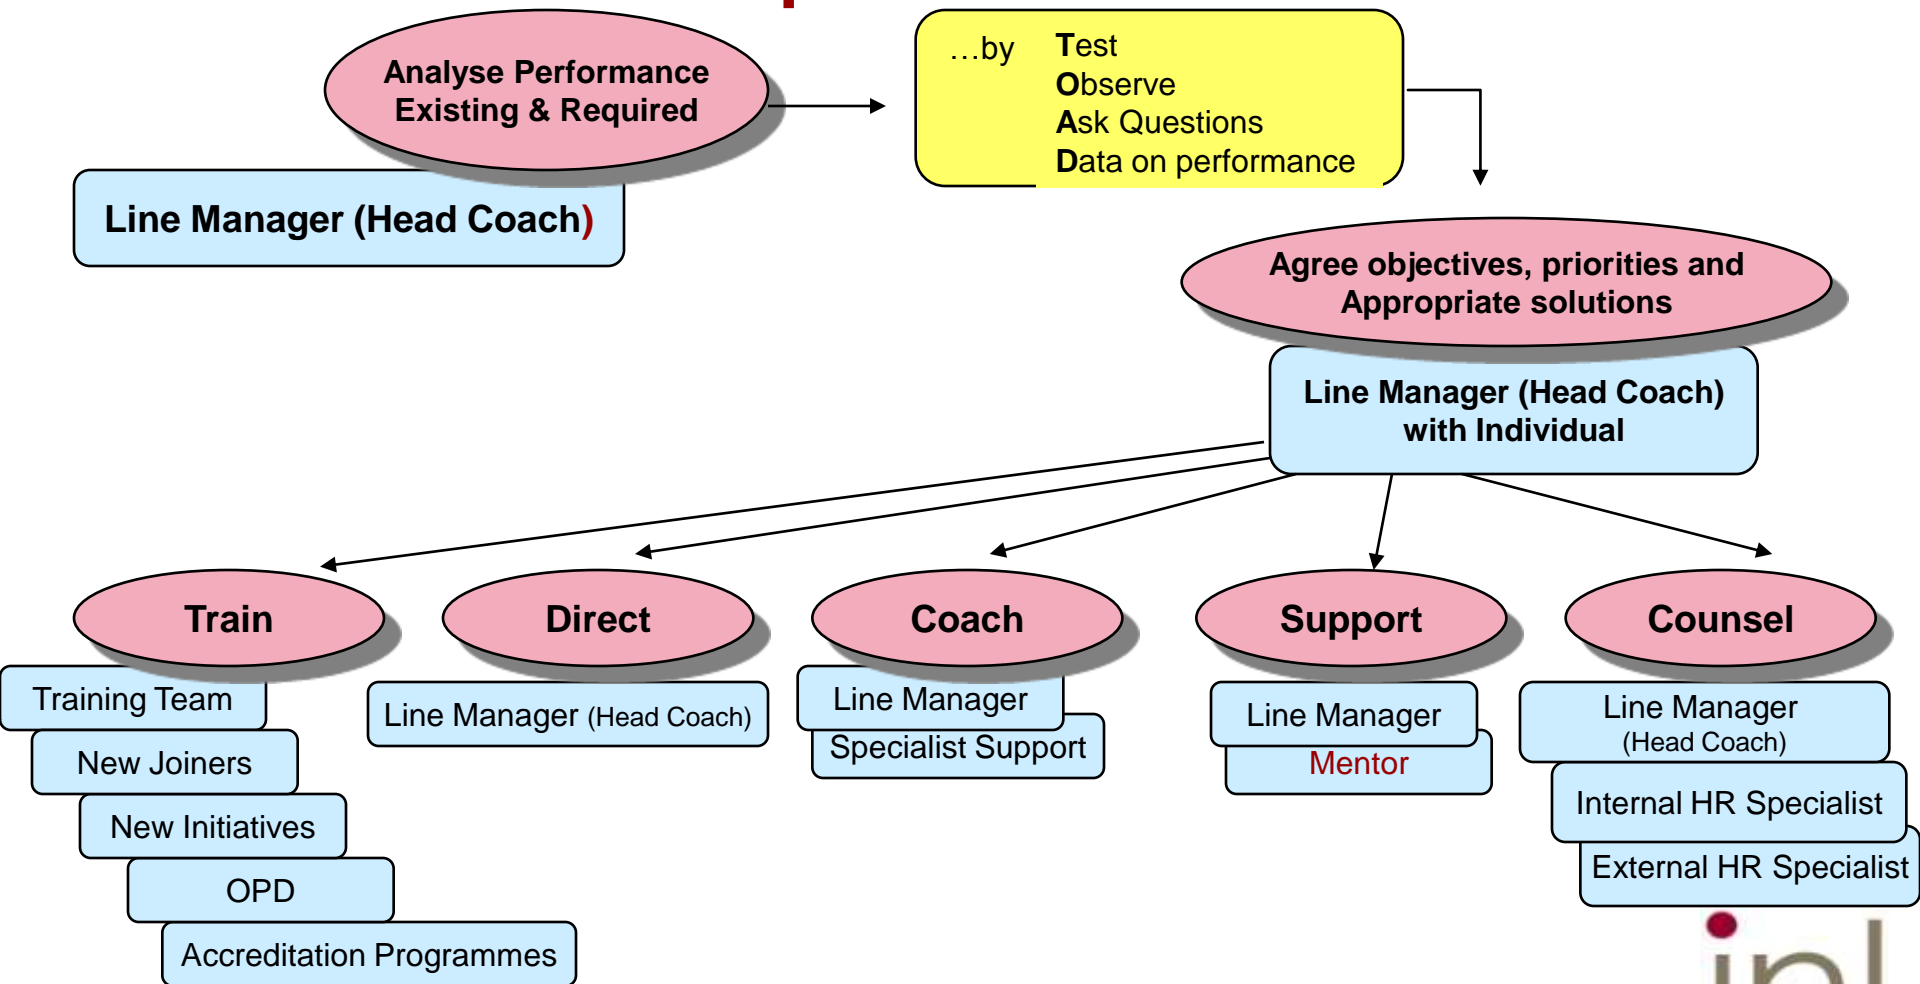 Analyse Performance
Existing & Required
Line Manager (Head Coach)
…by Test
Observe
Ask Questions
Data on performance
Agree objectives, priorities and
Appropriate solutions
Line Manager (Head Coach)
with Individual
Train
Training Team
New Joiners
New Initiatives
OPD
Accreditation Programmes
Direct
Line Manager (Head Coach)
Coach
Line Manager
Specialist Support
Support
Line Manager
Mentor
Counsel
Line Manager
(Head Coach)
Internal HR Specialist
External HR Specialist